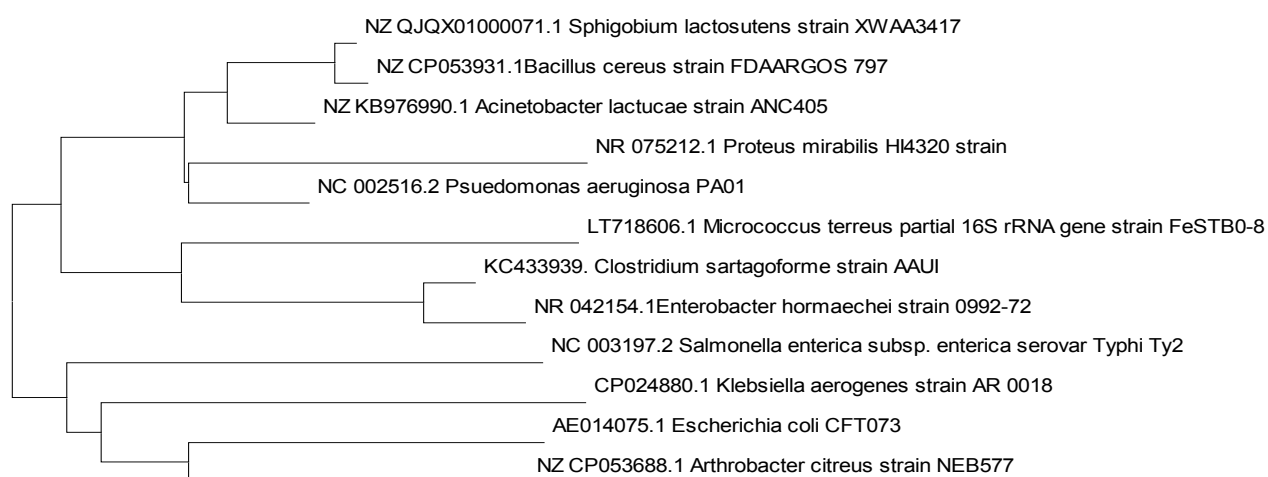 NZ QJQX01000071.1 Sphigobium lactosutens strain XWAA3417
NZ CP053931.1Bacillus cereus strain FDAARGOS 797
NZ KB976990.1 Acinetobacter lactucae strain ANC405
NR 075212.1 Proteus mirabilis HI4320 strain
NC 002516.2 Psuedomonas aeruginosa PA01
LT718606.1 Micrococcus terreus partial 16S rRNA gene strain FeSTB0-8
KC433939. Clostridium sartagoforme strain AAUI
NR 042154.1Enterobacter hormaechei strain 0992-72
NC 003197.2 Salmonella enterica subsp. enterica serovar Typhi Ty2
CP024880.1 Klebsiella aerogenes strain AR 0018
AE014075.1 Escherichia coli CFT073
NZ CP053688.1 Arthrobacter citreus strain NEB577